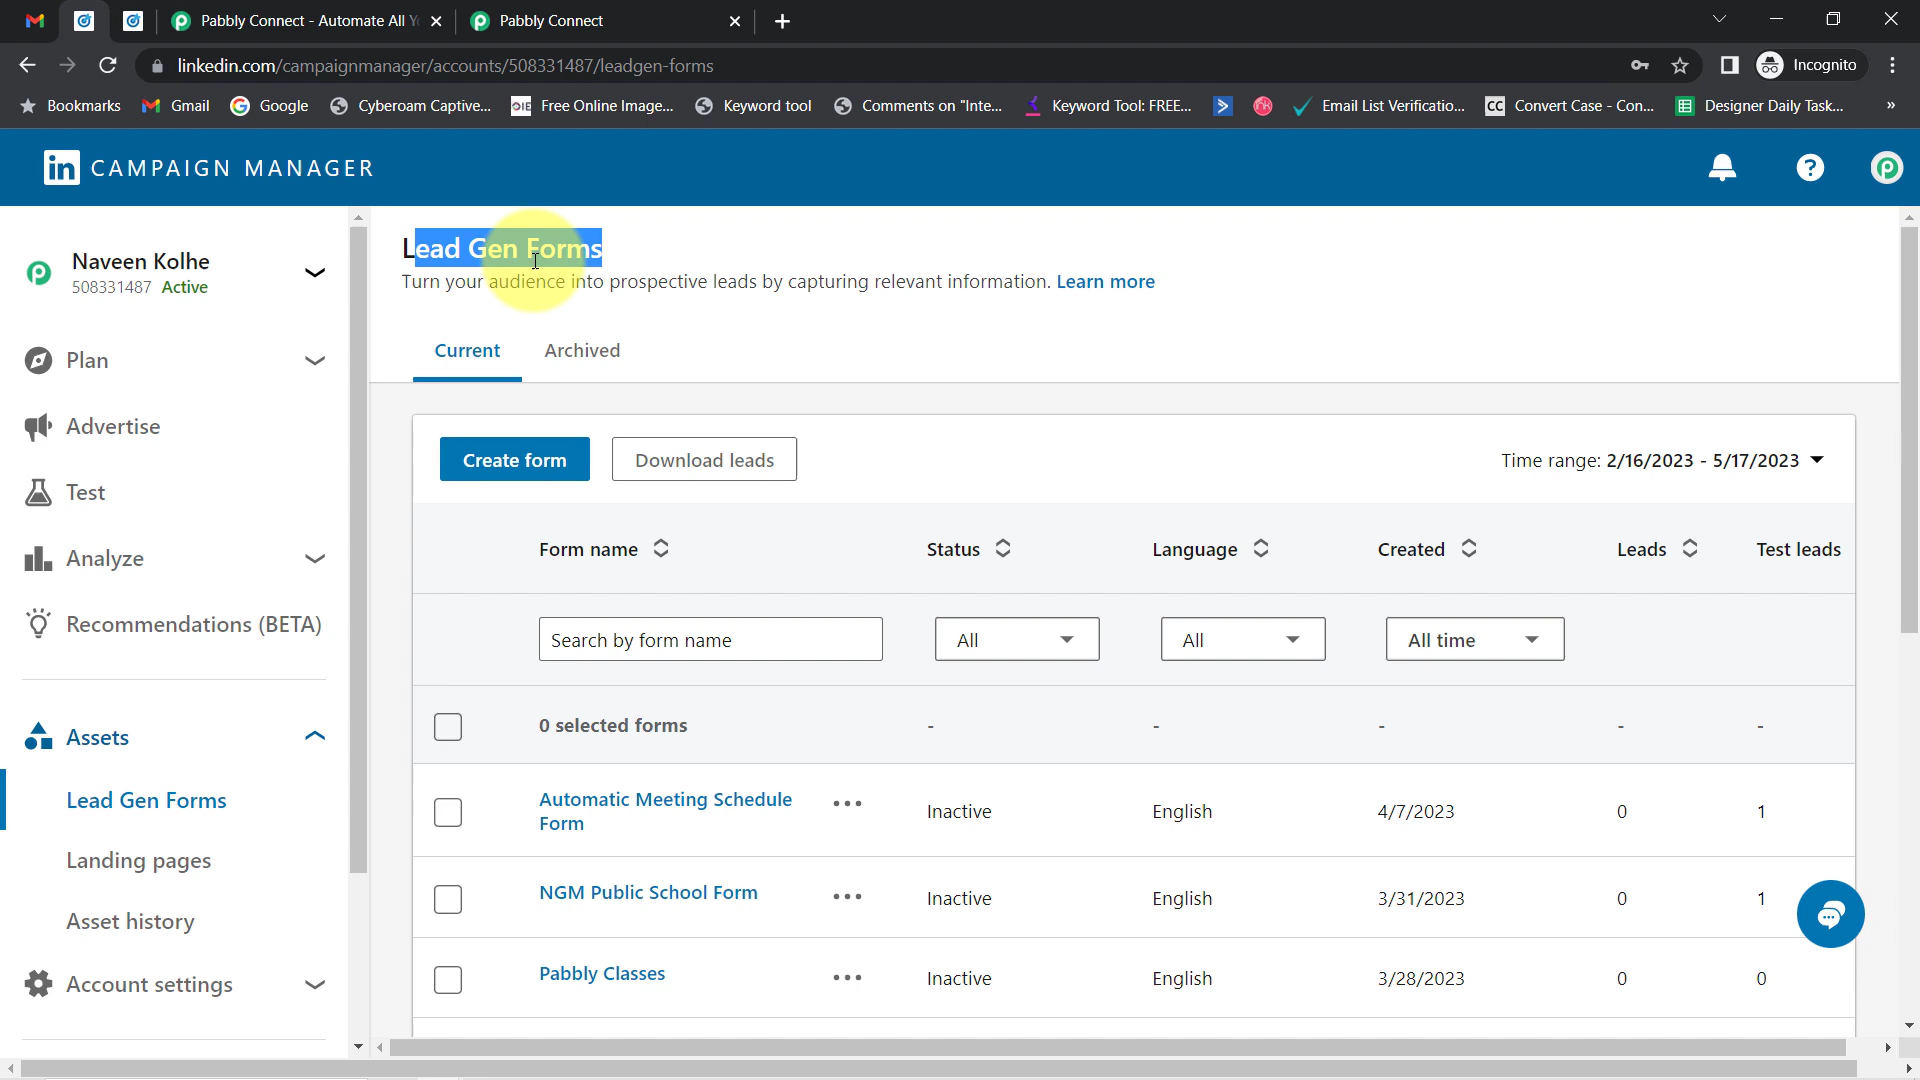 Pabbly Connect - Automate All Y
Pabbly Connect
linkedin.com/campaignmanager/accounts/508331487/leadgen-forms
Incognito
Bookmarks
Gmail
Google
Cyberoam Captive...
Free Online Image...
Keyword tool
Comments on "Inte...
Keyword Tool: FREE...
Email List Verificatio...
CC Convert Case - Con...
Designer Daily Task...
»
in CAMPAIGN MANAGER
Naveen Kolhe
508331487 Active
Plan
Advertise
Test
Analyze
Recommendations (BETA)
Assets
Lead Gen Forms
Landing pages
Asset history
Account settings
Lead Gen Forms
Turn your audience into prospective leads by capturing relevant information. Learn more
Current Archived
Create form Download leads Time range: 2/16/2023 - 5/17/2023
Form name Status Language Created Leads Test leads
Search by form name All All All time
0 selected forms - - - - -
Automatic Meeting Schedule
Form
Inactive English 4/7/2023 0 1
NGM Public School Form Inactive English 3/31/2023 0 1
Pabbly Classes Inactive English 3/28/2023 0 0